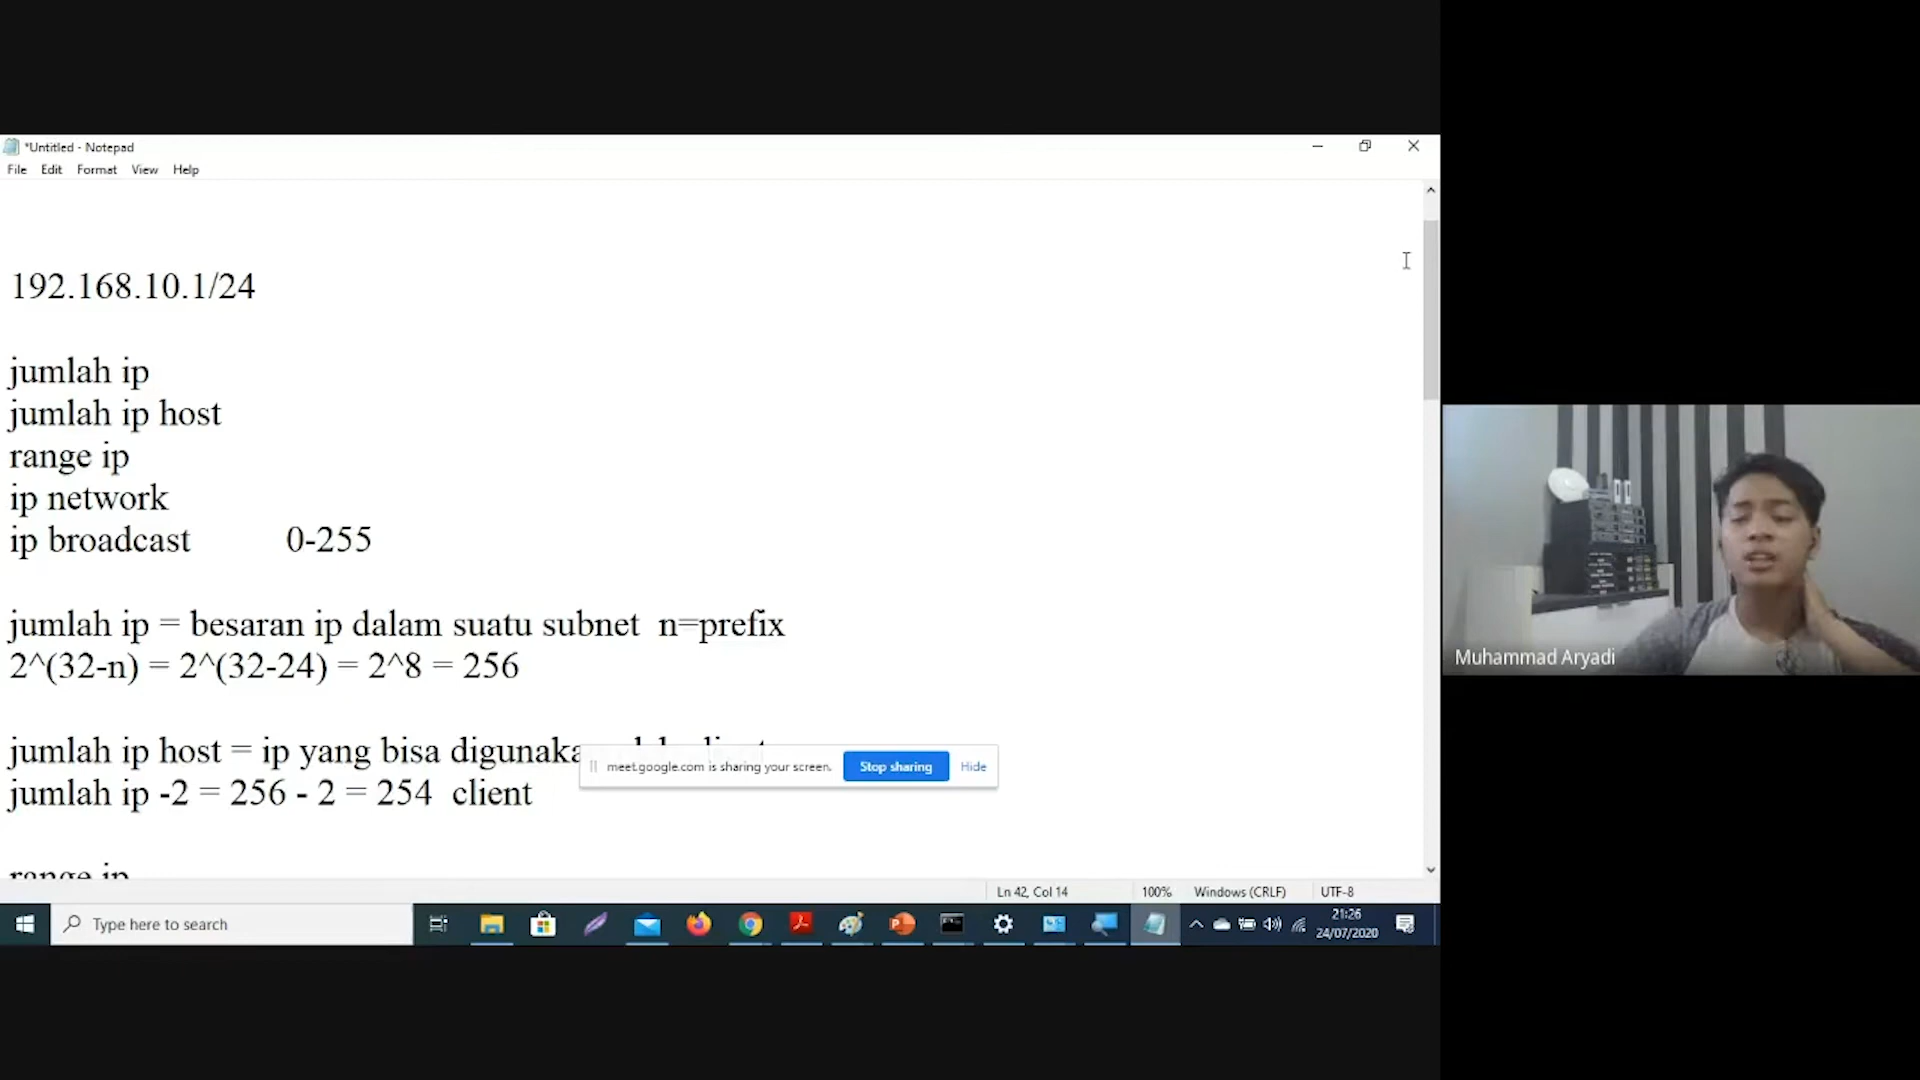 *Untitled - Notepad
File Edit Format View Help
192.168.10.1/24
jumlah ip
jumlah ip host
range ip
ip network
ip broadcast 0-255
jumlah ip = besaran ip dalam suatu subnet n=prefix
2^(32-n) = 2^(32-24) = 2^8 = 256
jumlah ip host = ip yang bisa
jumlah ip -2 = 256 - 2 = 254 client
range ip
meet.google.com is sharing your screen. Stop sharing Hide
Ln 42, Col 14 100% Windows (CRLF) UTF-8
Type here to search
21:26
24/07/2020
Muhammad Aryadi